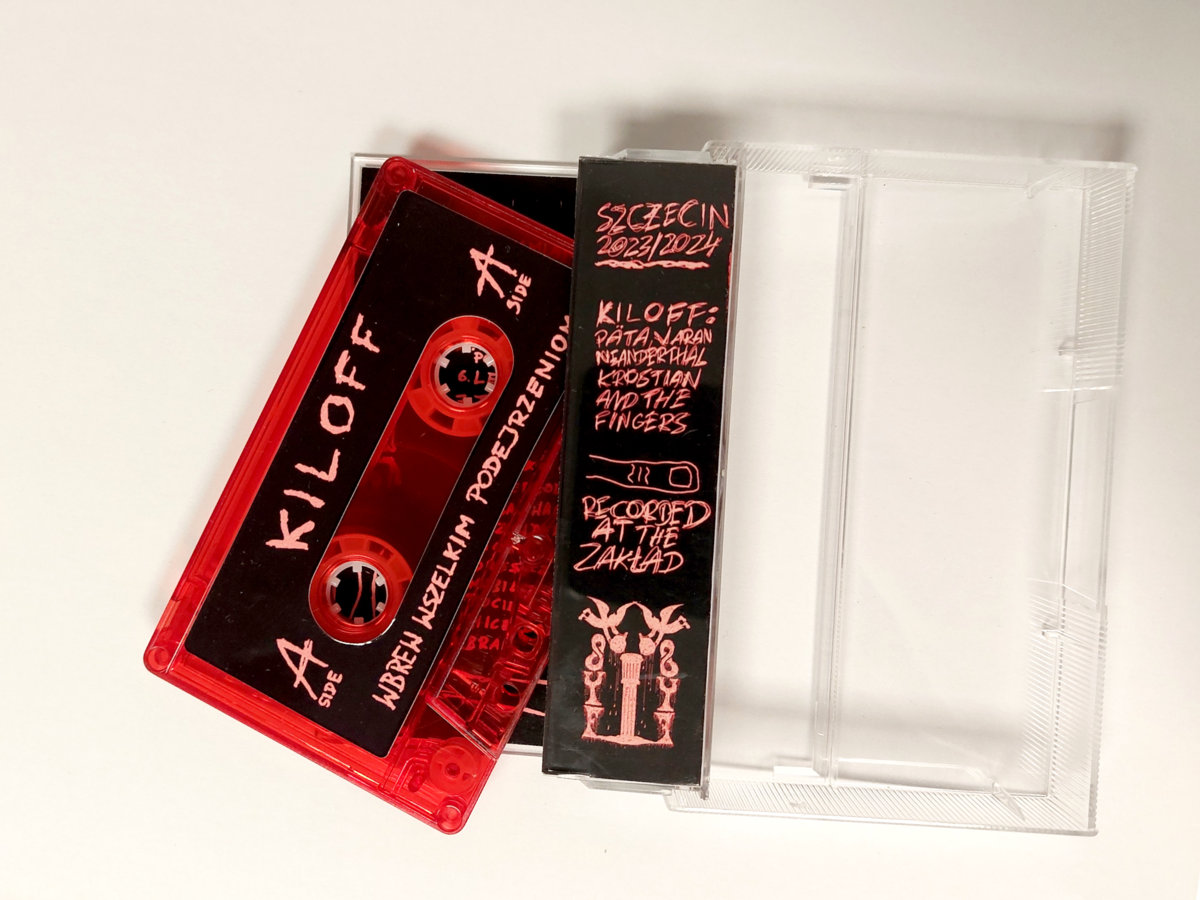 A
SIDE
KILOFF
WBREW WSZELKIM PODEJRZENIOM
A
SIDE
SZCZECIN
2023/2024
KILOFF:
PÄTA, VARAN
NEANDERTHAL
KROSTIAN
AND THE
FINGERS
RECORDED
AT THE
ZAKŁAD